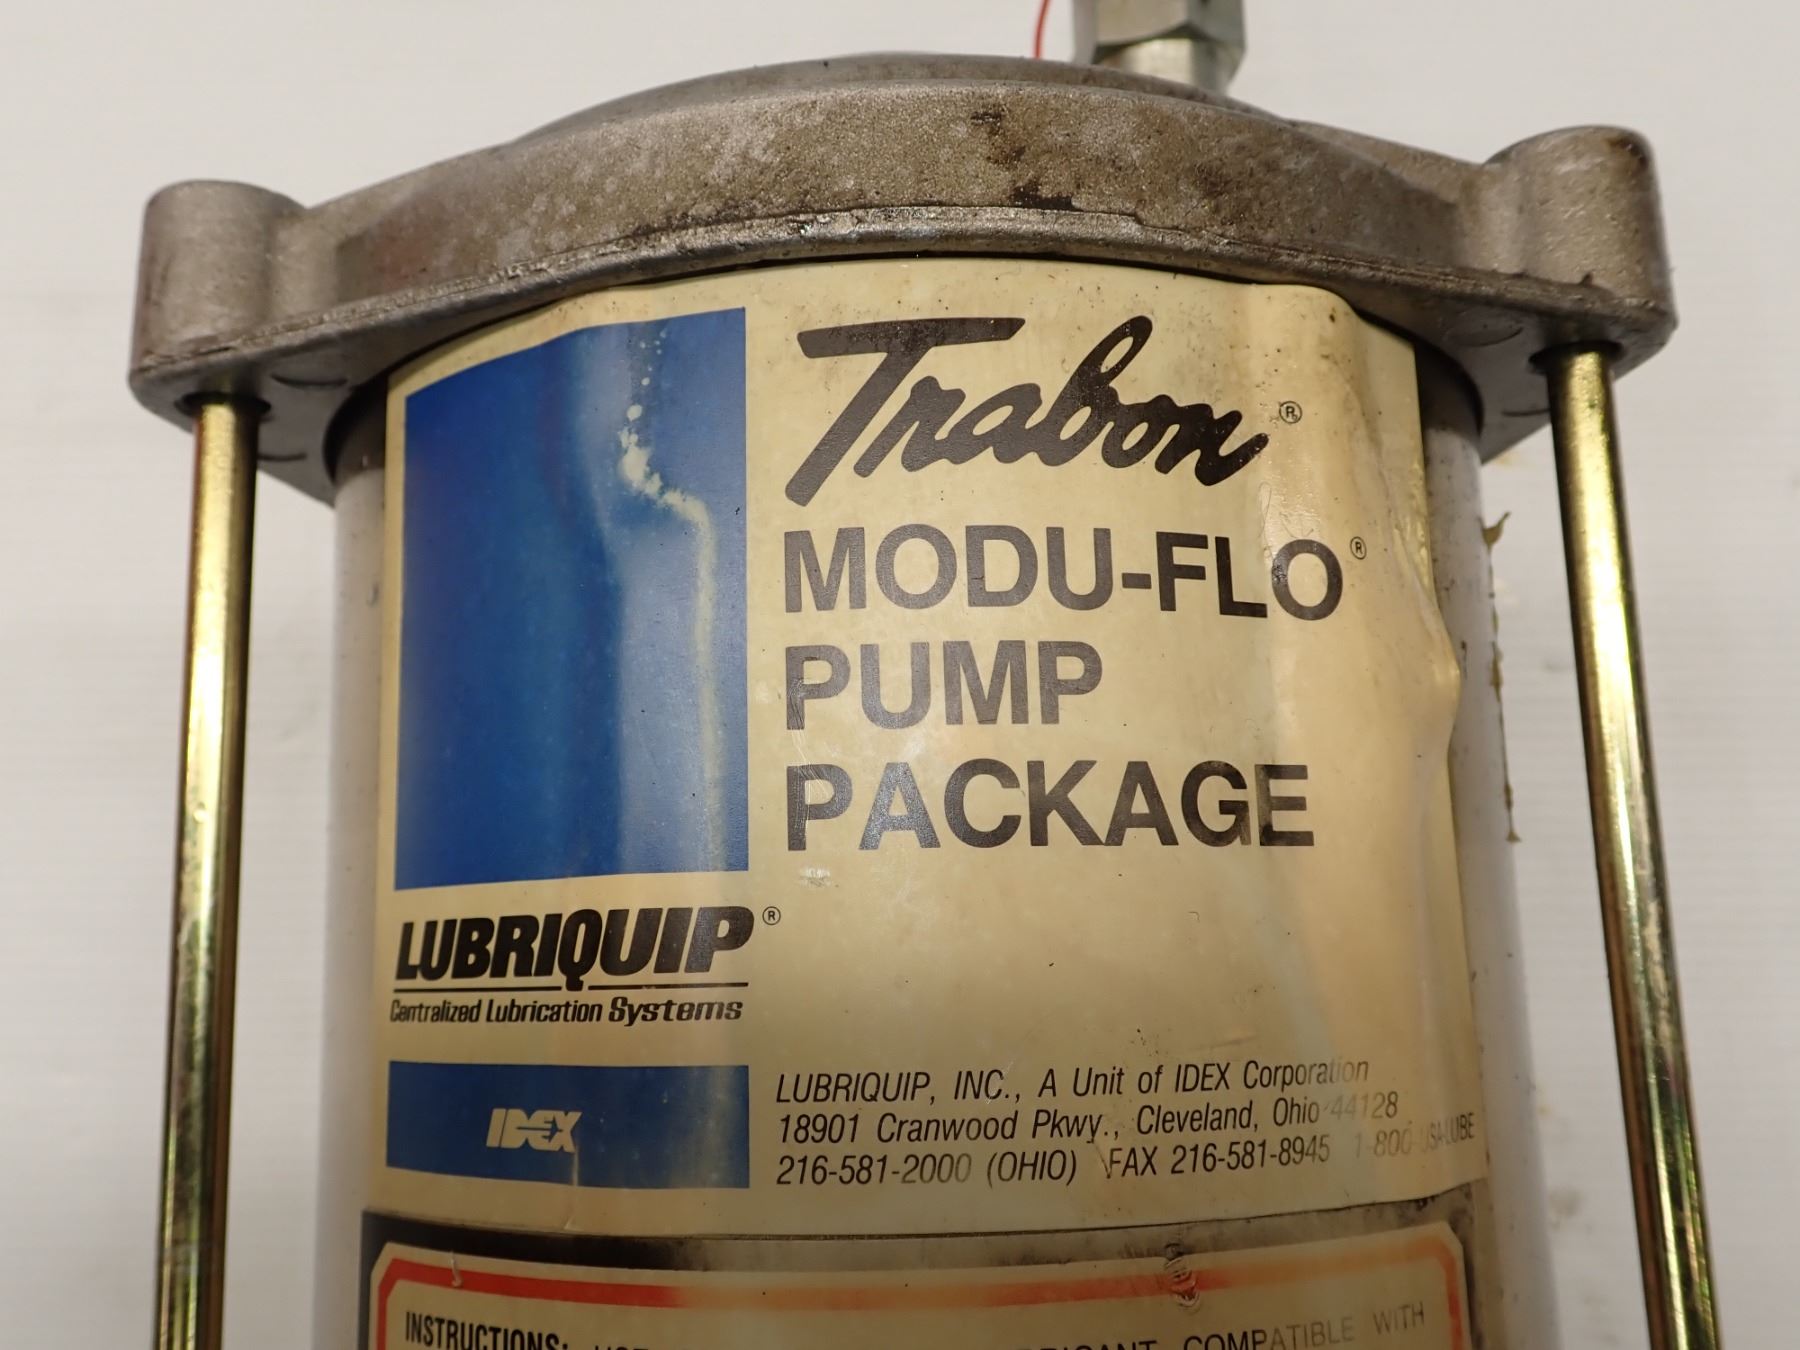 Trabon®
MODU-FLO®
PUMP
PACKAGE
LUBRIQUIP®
Centralized Lubrication Systems
IDEX
LUBRIQUIP, INC., A Unit of IDEX Corporation
18901 Cranwood Pkwy., Cleveland, Ohio 44128
216-581-2000 (OHIO) FAX 216-581-8945 1-800-USA-LUBE
INSTRUCTIONS: COMPATIBLE WITH